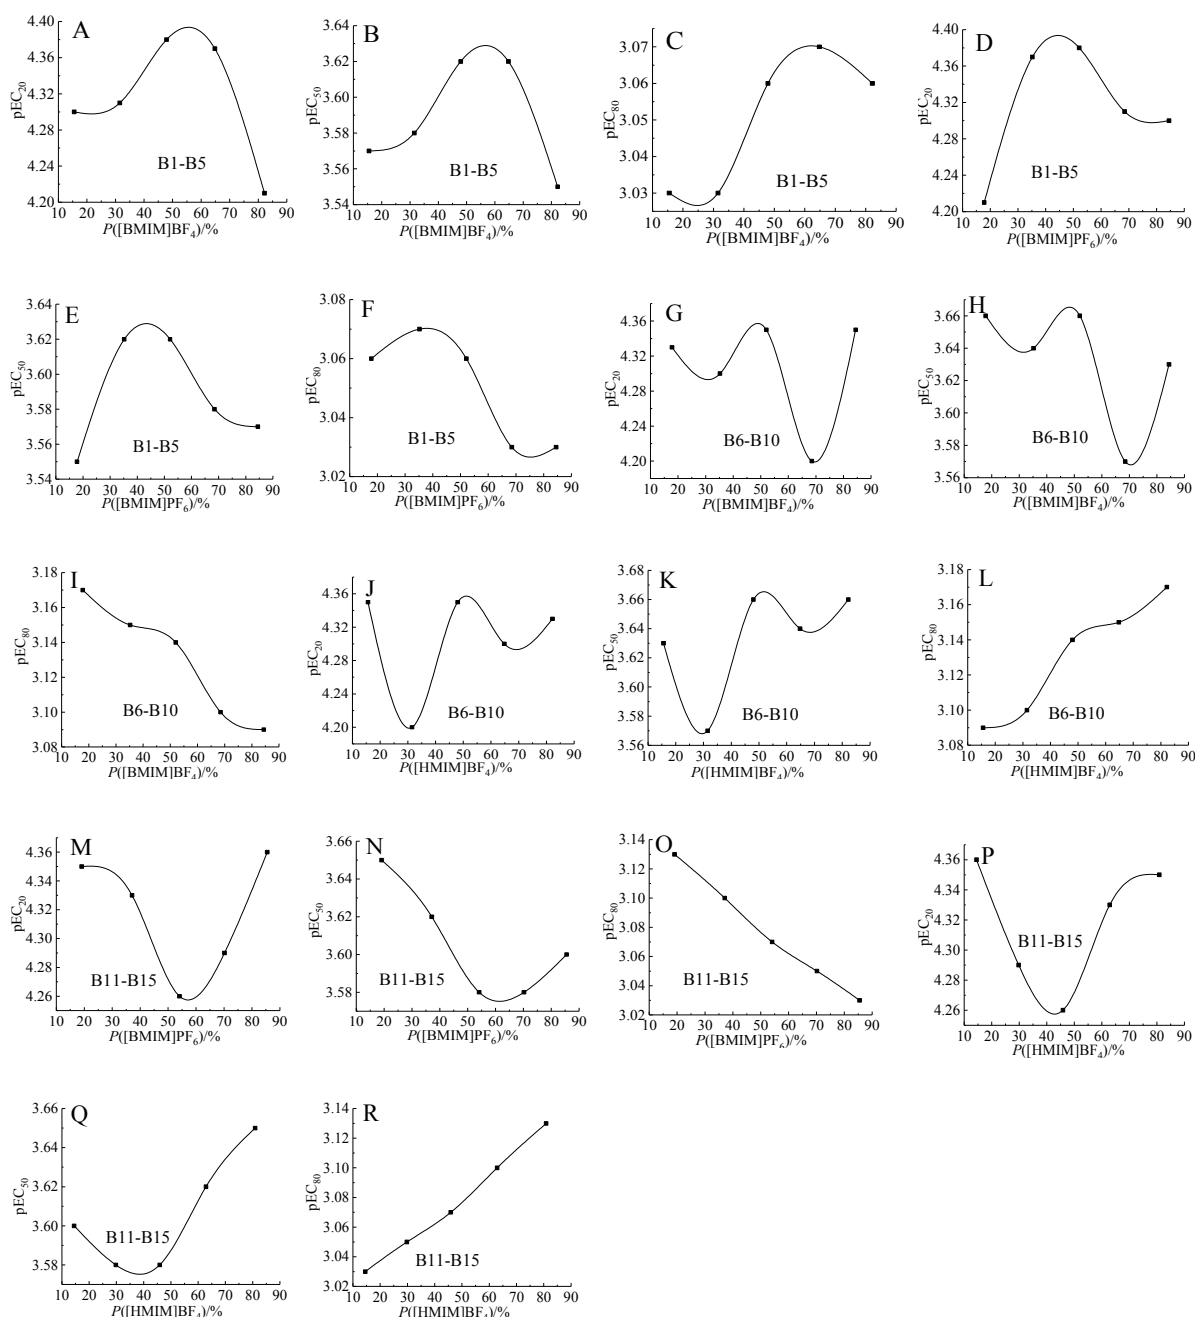 A
4.40
4.36
4.32
4.28
4.24
4.20
pEC20
B1-B5
10 20 30 40 50 60 70 80 90
P([BMIM]BF4)/%
B
3.64
3.62
3.60
3.58
3.56
3.54
pEC50
B1-B5
10 20 30 40 50 60 70 80 90
P([BMIM]BF4)/%
C
3.07
3.06
3.05
3.04
3.03
pEC80
B1-B5
10 20 30 40 50 60 70 80 90
P([BMIM]BF4)/%
D
4.40
4.36
4.32
4.28
4.24
4.20
pEC20
B1-B5
10 20 30 40 50 60 70 80 90
P([BMIM]PF6)/%
E
3.64
3.62
3.60
3.58
3.56
3.54
pEC50
B1-B5
10 20 30 40 50 60 70 80 90
P([BMIM]PF6)/%
F
3.08
3.06
3.04
3.02
pEC80
B1-B5
10 20 30 40 50 60 70 80 90
P([BMIM]PF6)/%
G
4.36
4.32
4.28
4.24
4.20
pEC20
B6-B10
10 20 30 40 50 60 70 80 90
P([BMIM]BF4)/%
H
3.66
3.64
3.62
3.60
3.58
3.56
pEC50
B6-B10
10 20 30 40 50 60 70 80 90
P([BMIM]BF4)/%
I
3.18
3.16
3.14
3.12
3.10
3.08
pEC80
B6-B10
10 20 30 40 50 60 70 80 90
P([BMIM]BF4)/%
J
4.36
4.32
4.28
4.24
4.20
pEC20
B6-B10
10 20 30 40 50 60 70 80 90
P([HMIM]BF4)/%
K
3.68
3.66
3.64
3.62
3.60
3.58
3.56
pEC50
B6-B10
10 20 30 40 50 60 70 80 90
P([HMIM]BF4)/%
L
3.18
3.16
3.14
3.12
3.10
3.08
pEC80
B6-B10
10 20 30 40 50 60 70 80 90
P([HMIM]BF4)/%
M
4.36
4.34
4.32
4.30
4.28
4.26
pEC20
B11-B15
10 20 30 40 50 60 70 80 90
P([BMIM]PF6)/%
N
3.66
3.64
3.62
3.60
3.58
pEC50
B11-B15
10 20 30 40 50 60 70 80 90
P([BMIM]PF6)/%
O
3.14
3.12
3.10
3.08
3.06
3.04
3.02
pEC80
B11-B15
10 20 30 40 50 60 70 80 90
P([BMIM]PF6)/%
P
4.36
4.34
4.32
4.30
4.28
4.26
pEC20
B11-B15
10 20 30 40 50 60 70 80 90
P([HMIM]BF4)/%
Q
3.66
3.64
3.62
3.60
3.58
pEC50
B11-B15
10 20 30 40 50 60 70 80 90
P([HMIM]BF4)/%
R
3.14
3.12
3.10
3.08
3.06
3.04
3.02
pEC80
B11-B15
10 20 30 40 50 60 70 80 90
P([HMIM]BF4)/%